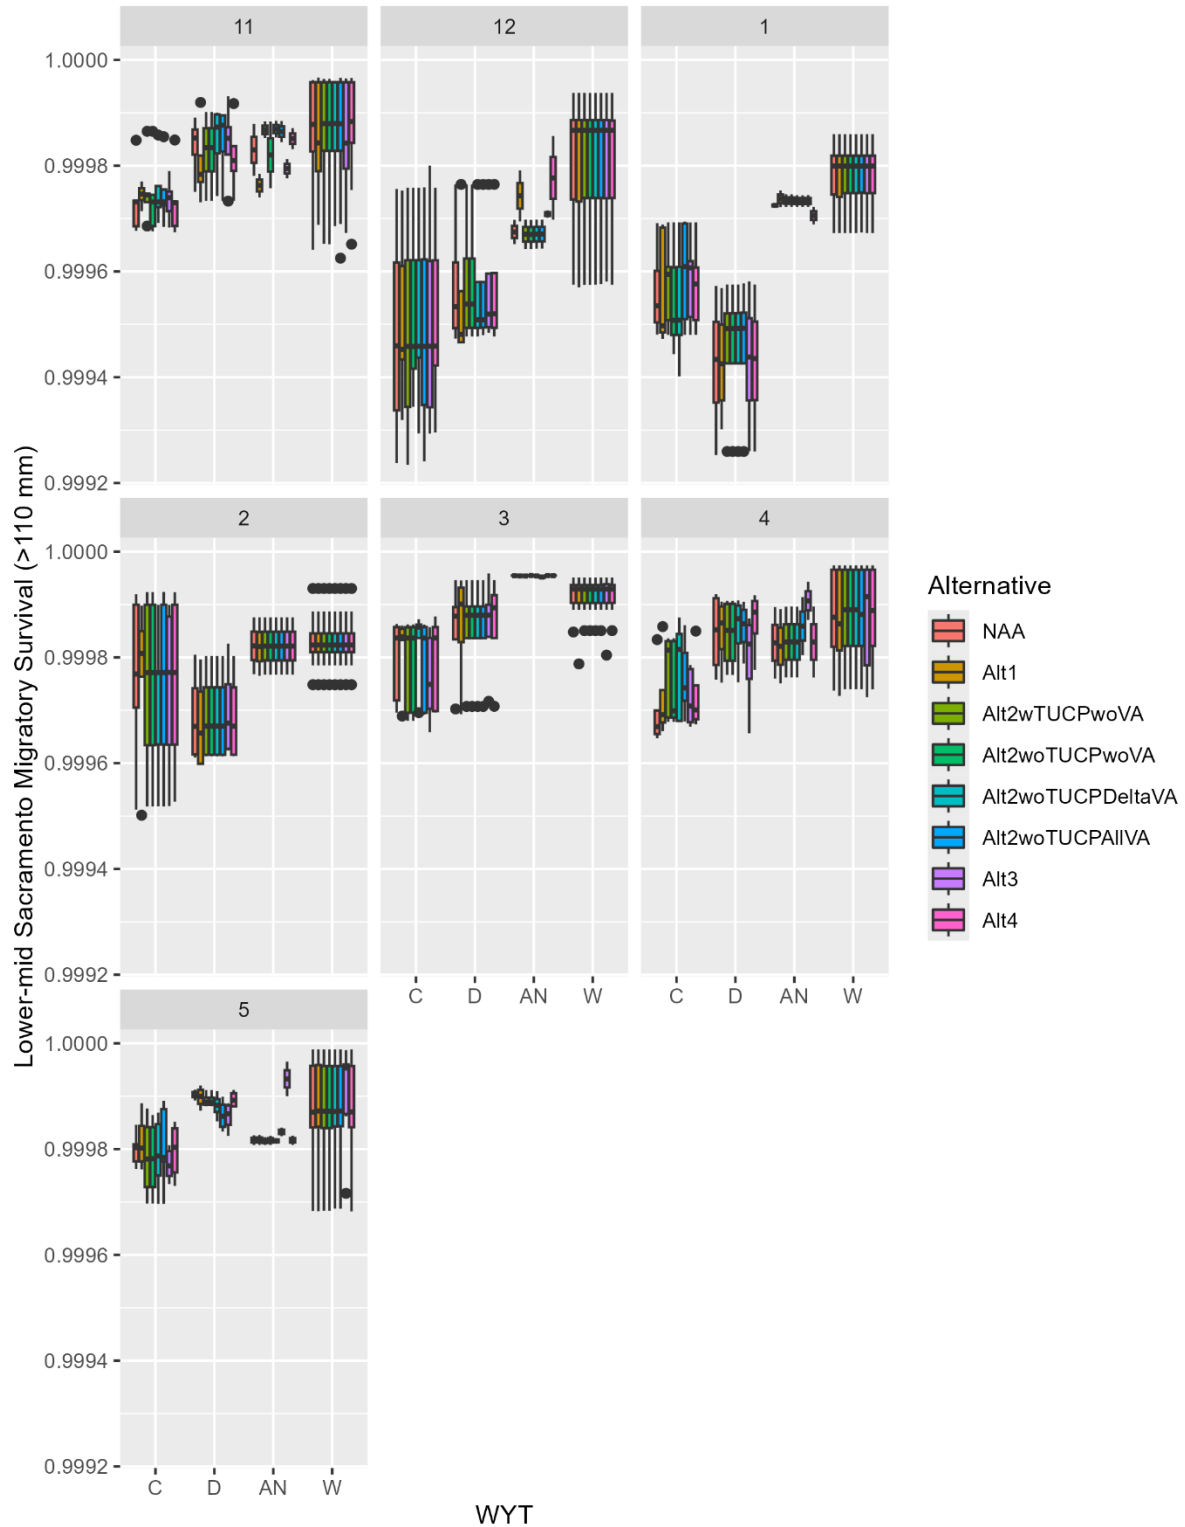 11 12 1
1.0000
0.9998
0.9996
0.9994
0.9992
2 3 4
1.0000
0.9998
0.9996
0.9994
0.9992
C D AN W C D AN W
5
1.0000
0.9998
0.9996
0.9994
0.9992
C D AN W
WYT
Lower-mid Sacramento Migratory Survival (>110 mm)
Alternative
NAA
Alt1
Alt2wTUCPwoVA
Alt2woTUCPwoVA
Alt2woTUCPDeltaVA
Alt2woTUCPAllVA
Alt3
Alt4